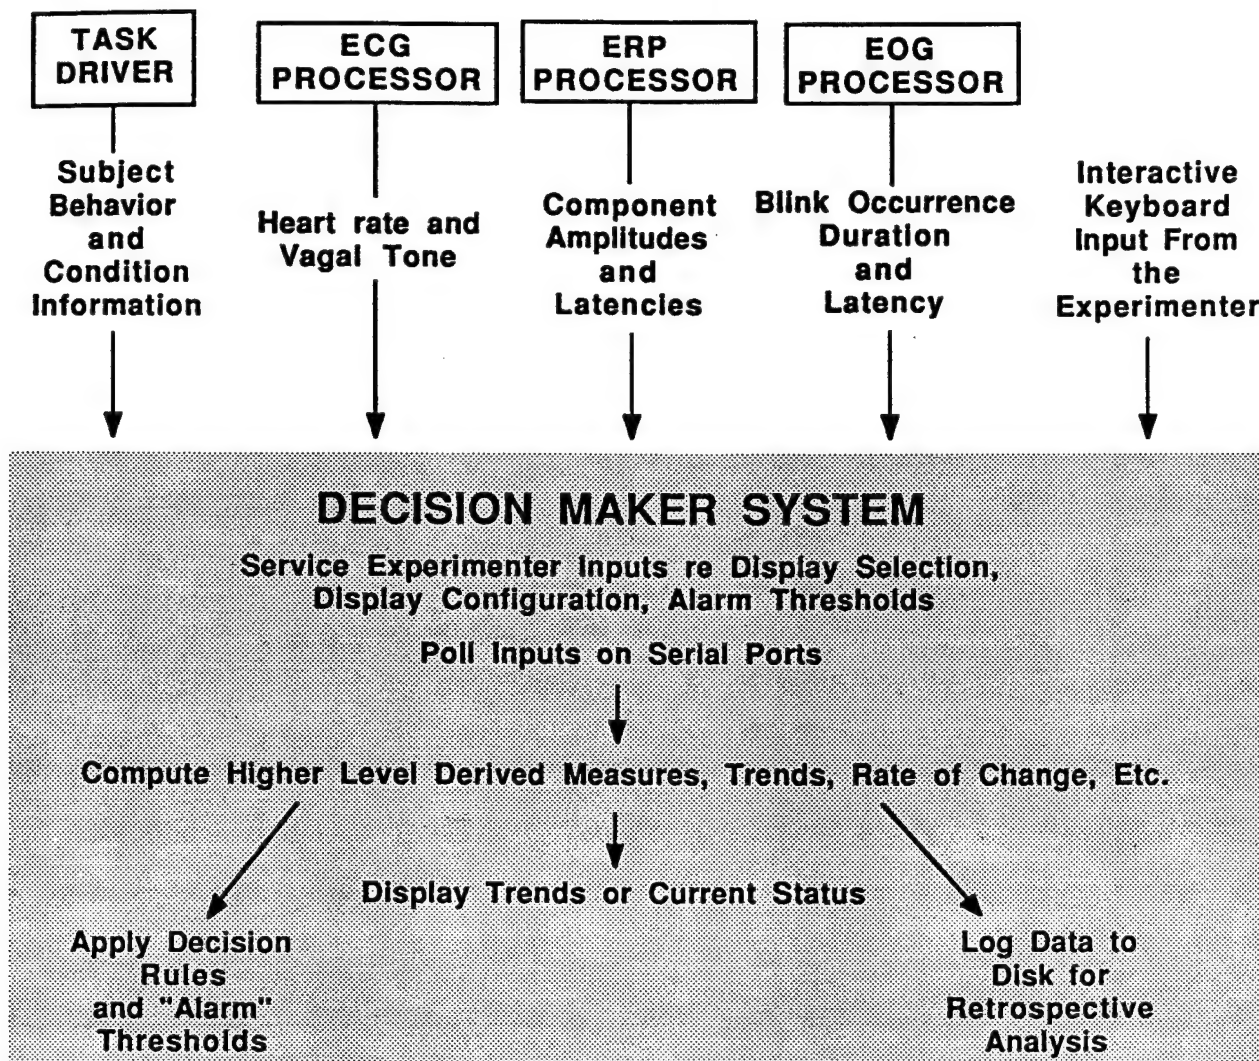 TASK
DRIVER
ECG
PROCESSOR
ERP
PROCESSOR
EOG
PROCESSOR
Subject
Behavior
and
Condition
Information
Heart rate and
Vagal Tone
Component
Amplitudes
and
Latencies
Blink Occurrence
Duration
and
Latency
Interactive
Keyboard
Input From
the
Experimenter
DECISION MAKER SYSTEM
Service Experimenter Inputs re Display Selection,
Display Configuration, Alarm Thresholds
Poll Inputs on Serial Ports
Compute Higher Level Derived Measures, Trends, Rate of Change, Etc.
Display Trends or Current Status
Apply Decision
Rules
and "Alarm"
Thresholds
Log Data to
Disk for
Retrospective
Analysis